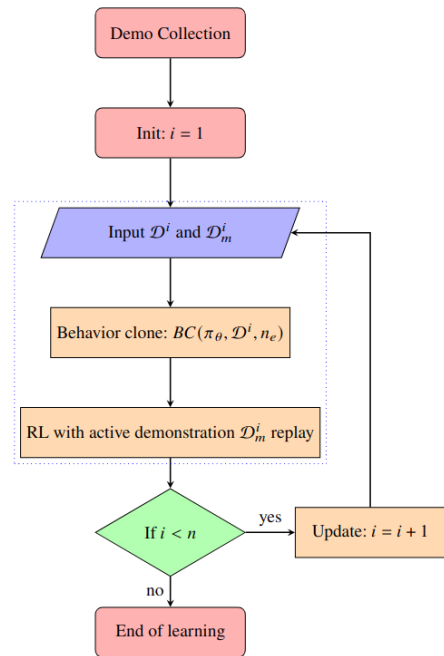 Demo Collection
Init: i = 1
Input 𝒟^i and 𝒟_m^i
Behavior clone: BC(π_θ, 𝒟^i, n_e)
RL with active demonstration 𝒟_m^i replay
If i < n
yes
Update: i = i + 1
no
End of learning